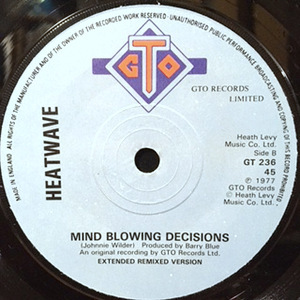 ALL RIGHTS OF THE MANUFACTURER AND OF THE OWNER OF THE RECORDED WORK RESERVED · UNAUTHORISED PUBLIC PERFORMANCE BROADCASTING AND COPYING OF THIS RECORD PROHIBITED
MADE IN ENGLAND
GTO
GTO RECORDS
LIMITED
HEATWAVE
Heath Levy
Music Co. Ltd.
Side B
GT 236
45
℗ 1977
GTO Records
© Heath Levy
Music Co. Ltd.
MIND BLOWING DECISIONS
(Johnnie Wilder) Produced by Barry Blue
An original recording by GTO Records Ltd.
EXTENDED REMIXED VERSION